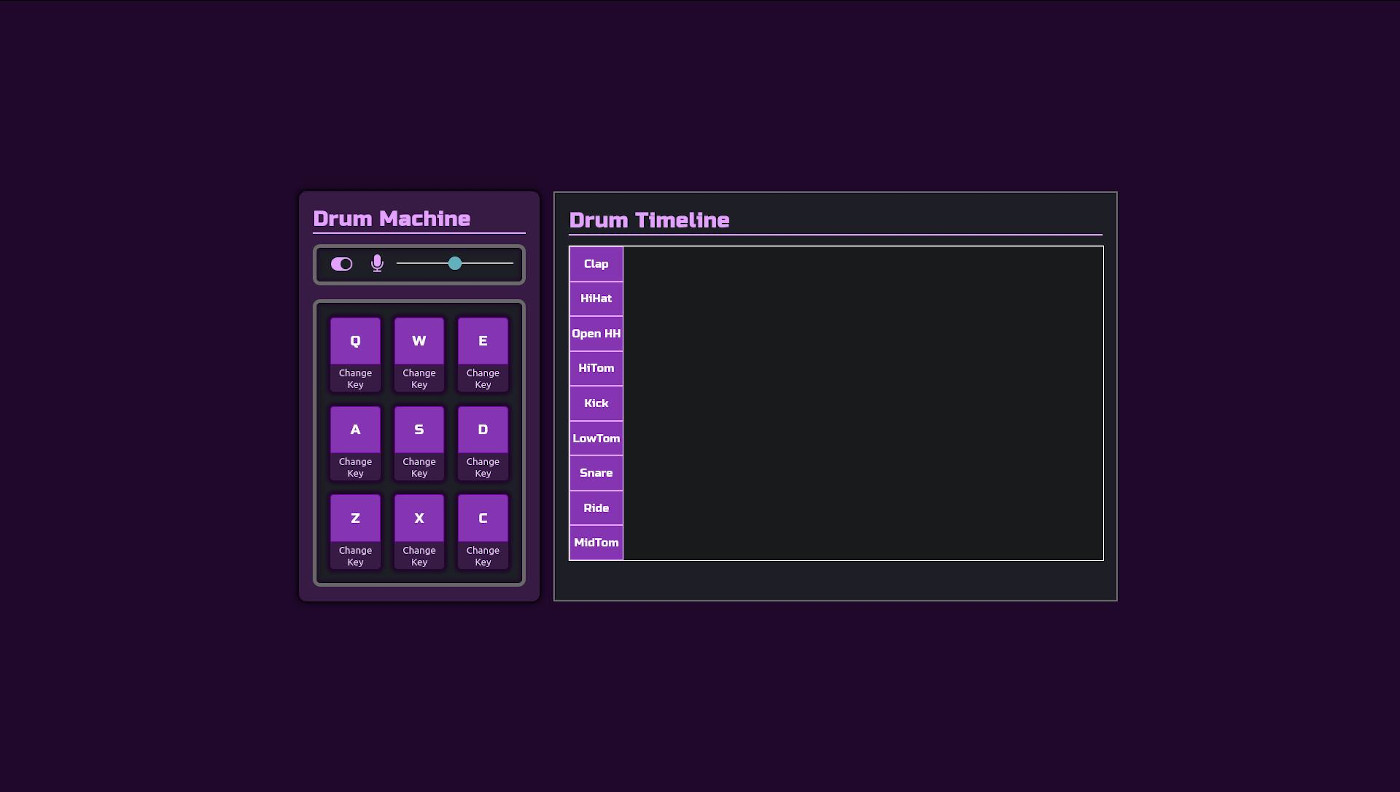 Drum Machine
Q
W
E
Change
Key
Change
Key
Change
Key
A
S
D
Change
Key
Change
Key
Change
Key
Z
X
C
Change
Key
Change
Key
Change
Key
Drum Timeline
Clap
HiHat
Open HH
HiTom
Kick
LowTom
Snare
Ride
MidTom